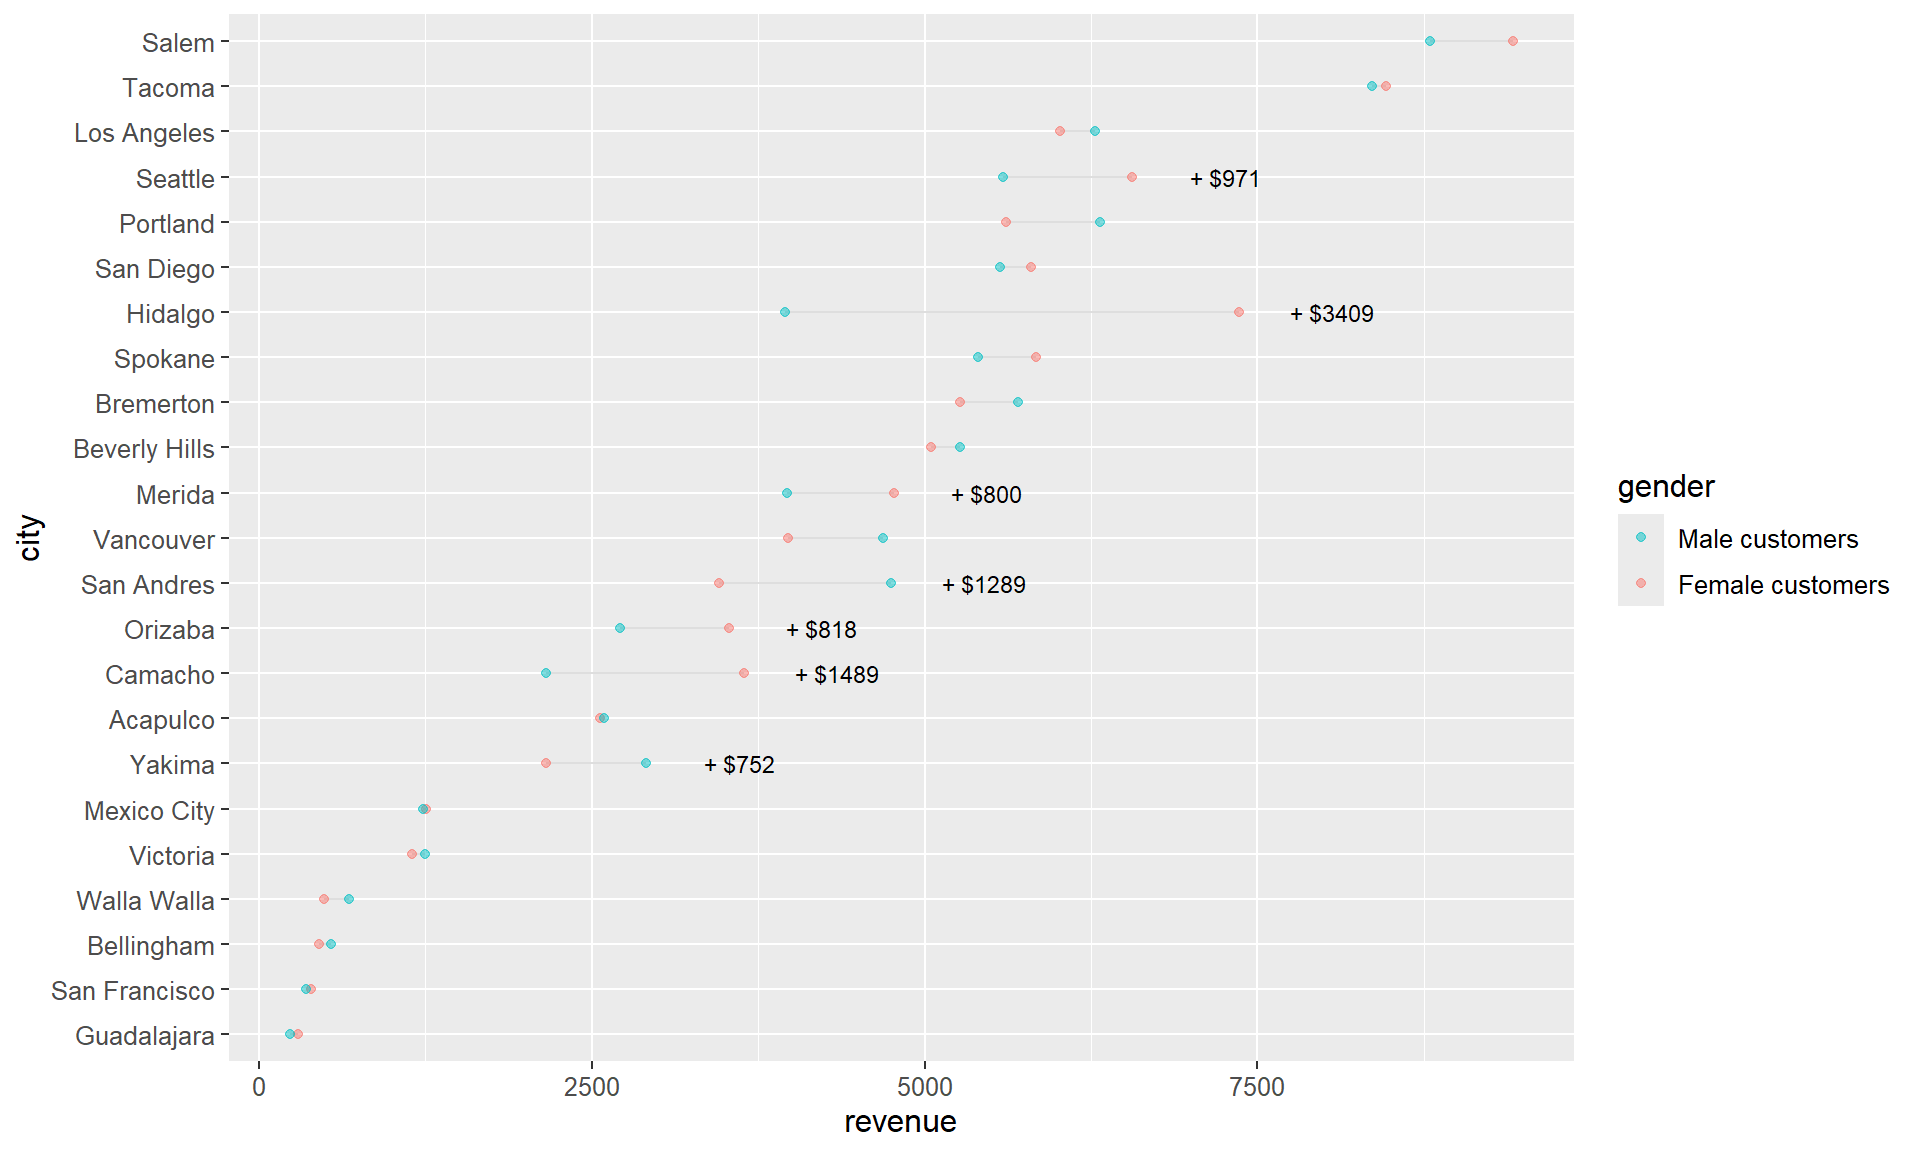 Salem
Tacoma
Los Angeles
Seattle
+ $971
Portland
San Diego
Hidalgo
+ $3409
Spokane
Bremerton
Beverly Hills
Merida
+ $800
Vancouver
San Andres
+ $1289
Orizaba
+ $818
Camacho
+ $1489
Acapulco
Yakima
+ $752
Mexico City
Victoria
Walla Walla
Bellingham
San Francisco
Guadalajara
city
0
2500
5000
7500
revenue
gender
Male customers
Female customers